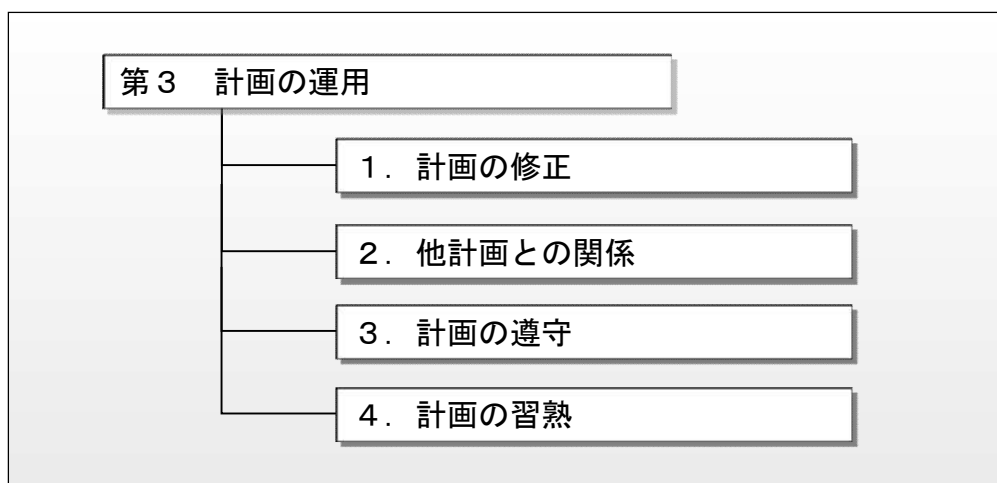 第３　計画の運用
１．計画の修正
２．他計画との関係
３．計画の遵守
４．計画の習熟